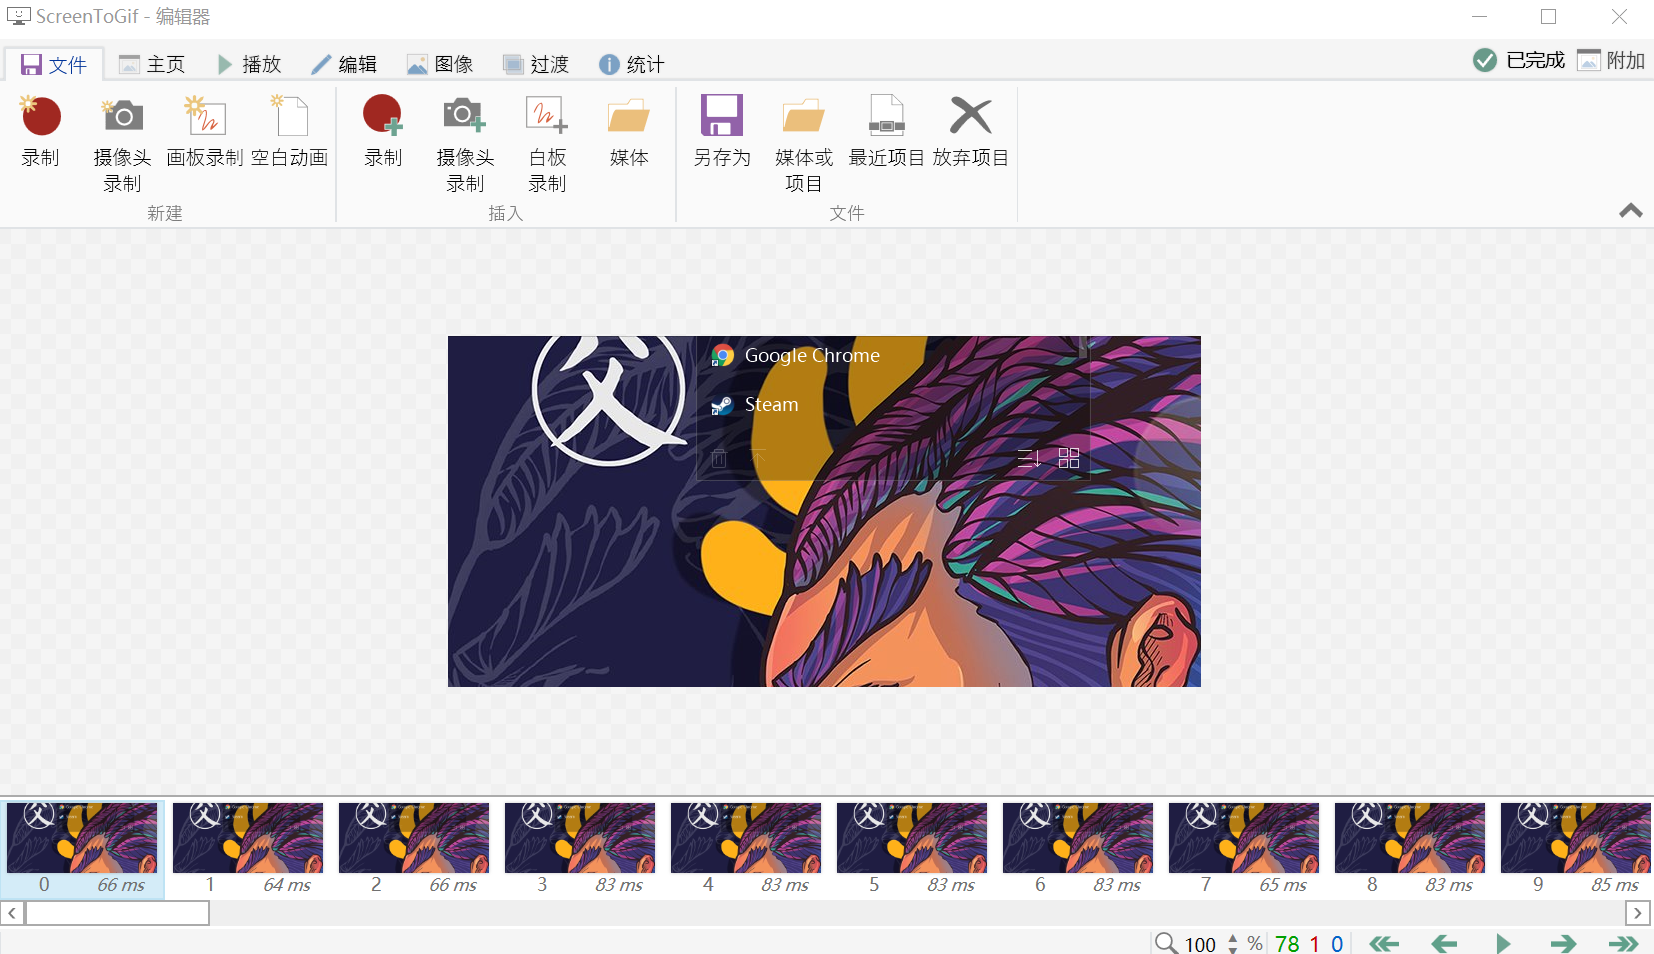 ScreenToGif - 编辑器
文件 主页 播放 编辑 图像 过渡 统计
已完成 附加
录制 摄像头录制 画板录制 空白动画
新建
录制 摄像头录制 白板录制 媒体
插入
另存为 媒体或项目 最近项目 放弃项目
文件
父
Google Chrome
Steam
0 66 ms 1 64 ms 2 66 ms 3 83 ms 4 83 ms 5 83 ms 6 83 ms 7 65 ms 8 83 ms 9 85 ms
100 % 78 1 0